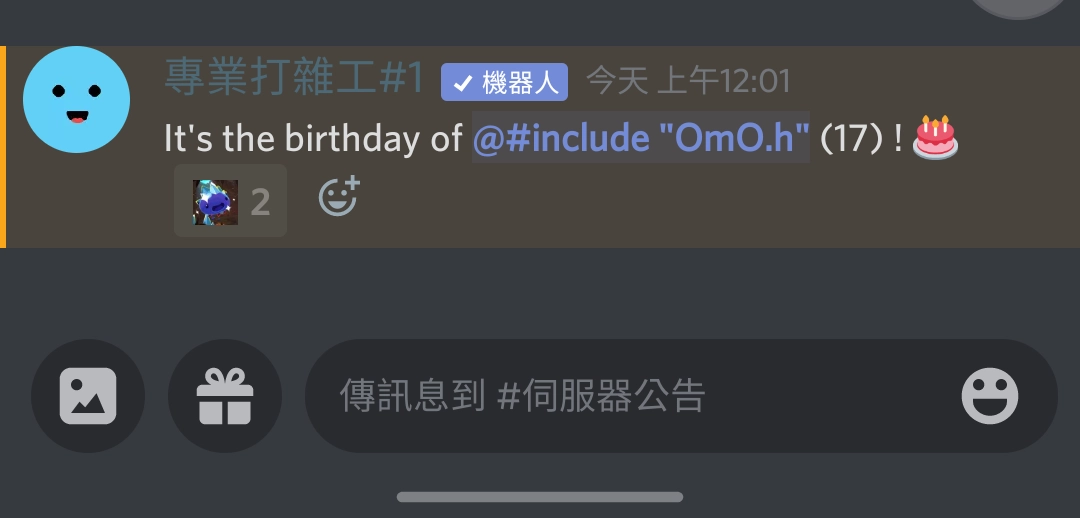 專業打雜工#1 ✓ 機器人 今天 上午12:01
It's the birthday of @#include "OmO.h" (17) ! 🎂
2
傳訊息到 #伺服器公告